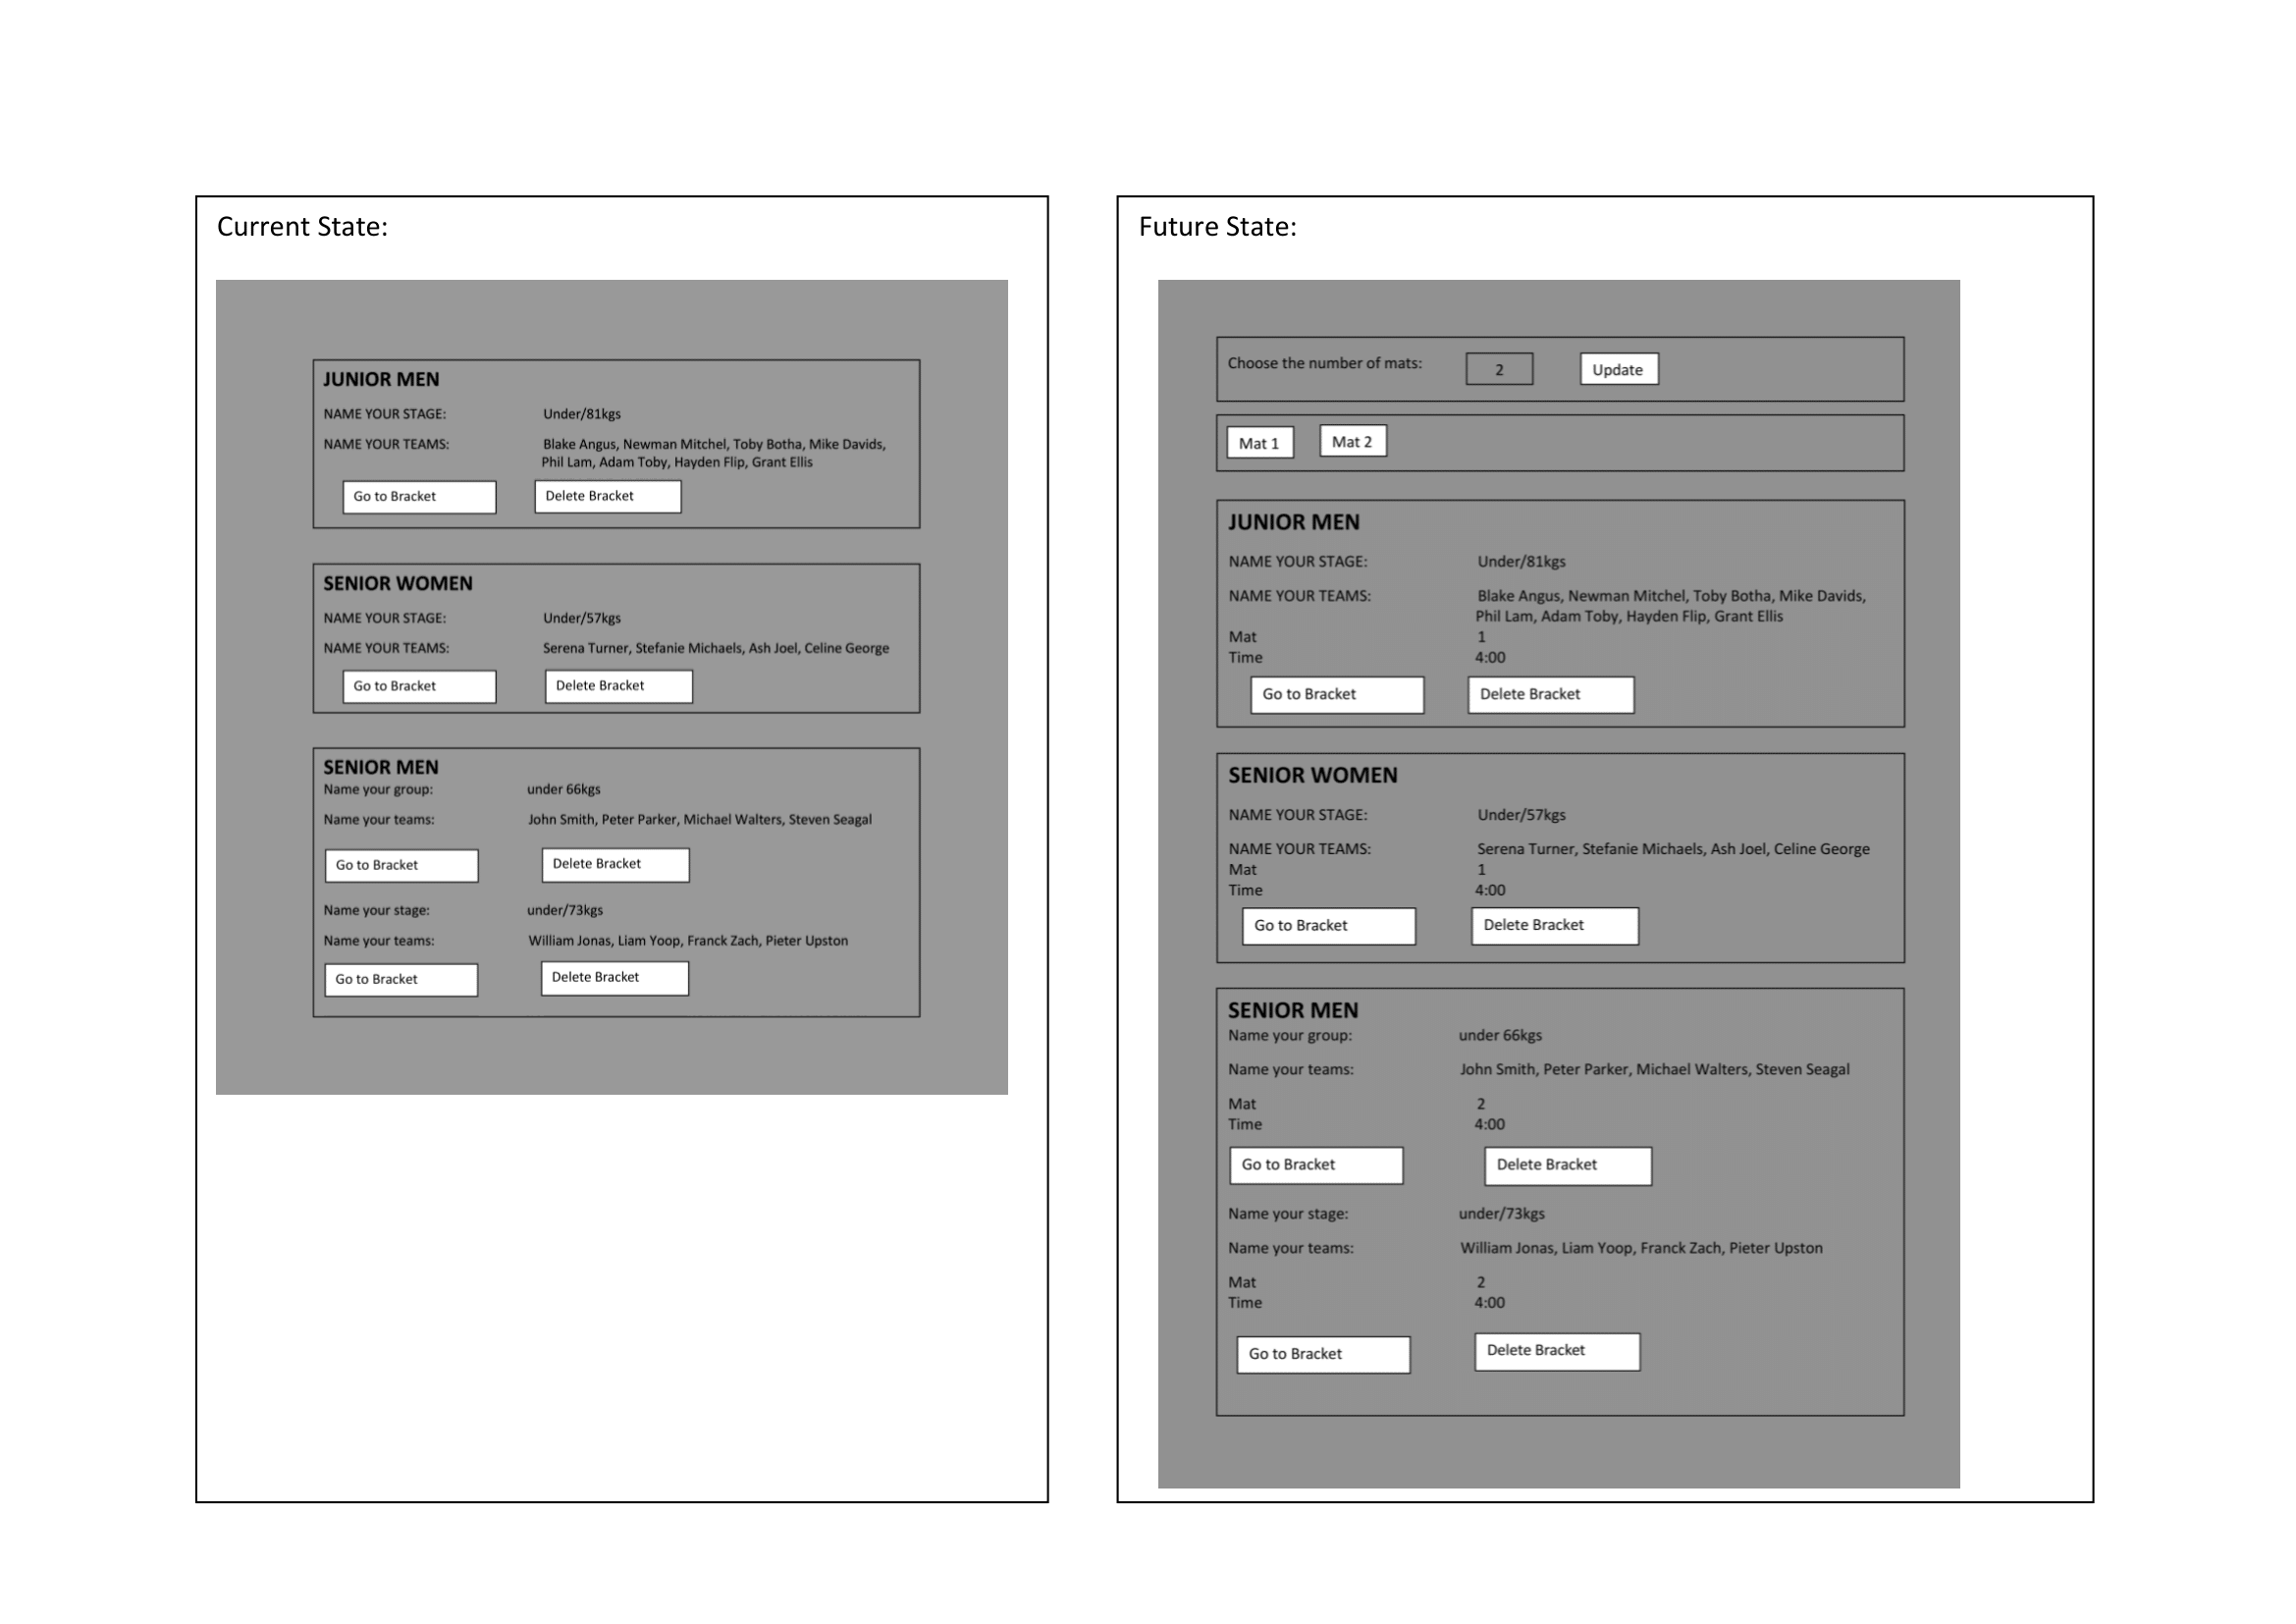 Current State:
JUNIOR MEN
NAME YOUR STAGE: Under/81kgs
NAME YOUR TEAMS: Blake Angus, Newman Mitchel, Toby Botha, Mike Davids,
Phil Lam, Adam Toby, Hayden Flip, Grant Ellis
Go to Bracket Delete Bracket
SENIOR WOMEN
NAME YOUR STAGE: Under/57kgs
NAME YOUR TEAMS: Serena Turner, Stefanie Michaels, Ash Joel, Celine George
Go to Bracket Delete Bracket
SENIOR MEN
Name your group: under 66kgs
Name your teams: John Smith, Peter Parker, Michael Walters, Steven Seagal
Go to Bracket Delete Bracket
Name your stage: under/73kgs
Name your teams: William Jonas, Liam Yoop, Franck Zach, Pieter Upston
Go to Bracket Delete Bracket
Future State:
Choose the number of mats: 2 Update
Mat 1 Mat 2
JUNIOR MEN
NAME YOUR STAGE: Under/81kgs
NAME YOUR TEAMS: Blake Angus, Newman Mitchel, Toby Botha, Mike Davids,
Phil Lam, Adam Toby, Hayden Flip, Grant Ellis
Mat 1
Time 4:00
Go to Bracket Delete Bracket
SENIOR WOMEN
NAME YOUR STAGE: Under/57kgs
NAME YOUR TEAMS: Serena Turner, Stefanie Michaels, Ash Joel, Celine George
Mat 1
Time 4:00
Go to Bracket Delete Bracket
SENIOR MEN
Name your group: under 66kgs
Name your teams: John Smith, Peter Parker, Michael Walters, Steven Seagal
Mat 2
Time 4:00
Go to Bracket Delete Bracket
Name your stage: under/73kgs
Name your teams: William Jonas, Liam Yoop, Franck Zach, Pieter Upston
Mat 2
Time 4:00
Go to Bracket Delete Bracket